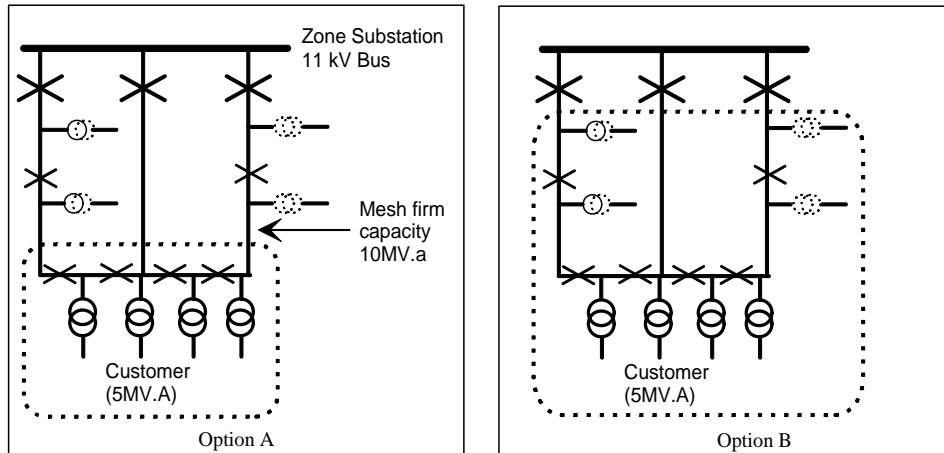 Zone Substation
11 kV Bus
Mesh firm
capacity
10MV.a
Customer
(5MV.A)
Option A
Customer
(5MV.A)
Option B